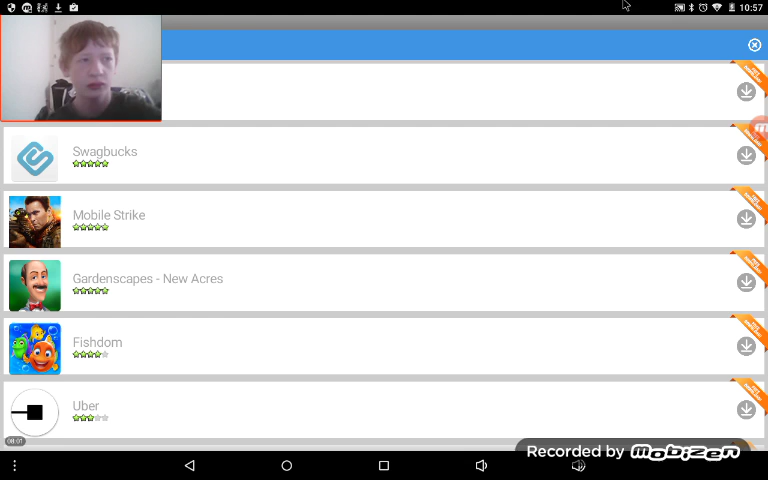 10:57
Swagbucks
Mobile Strike
Gardenscapes - New Acres
Fishdom
Uber
Recorded by Mobizen